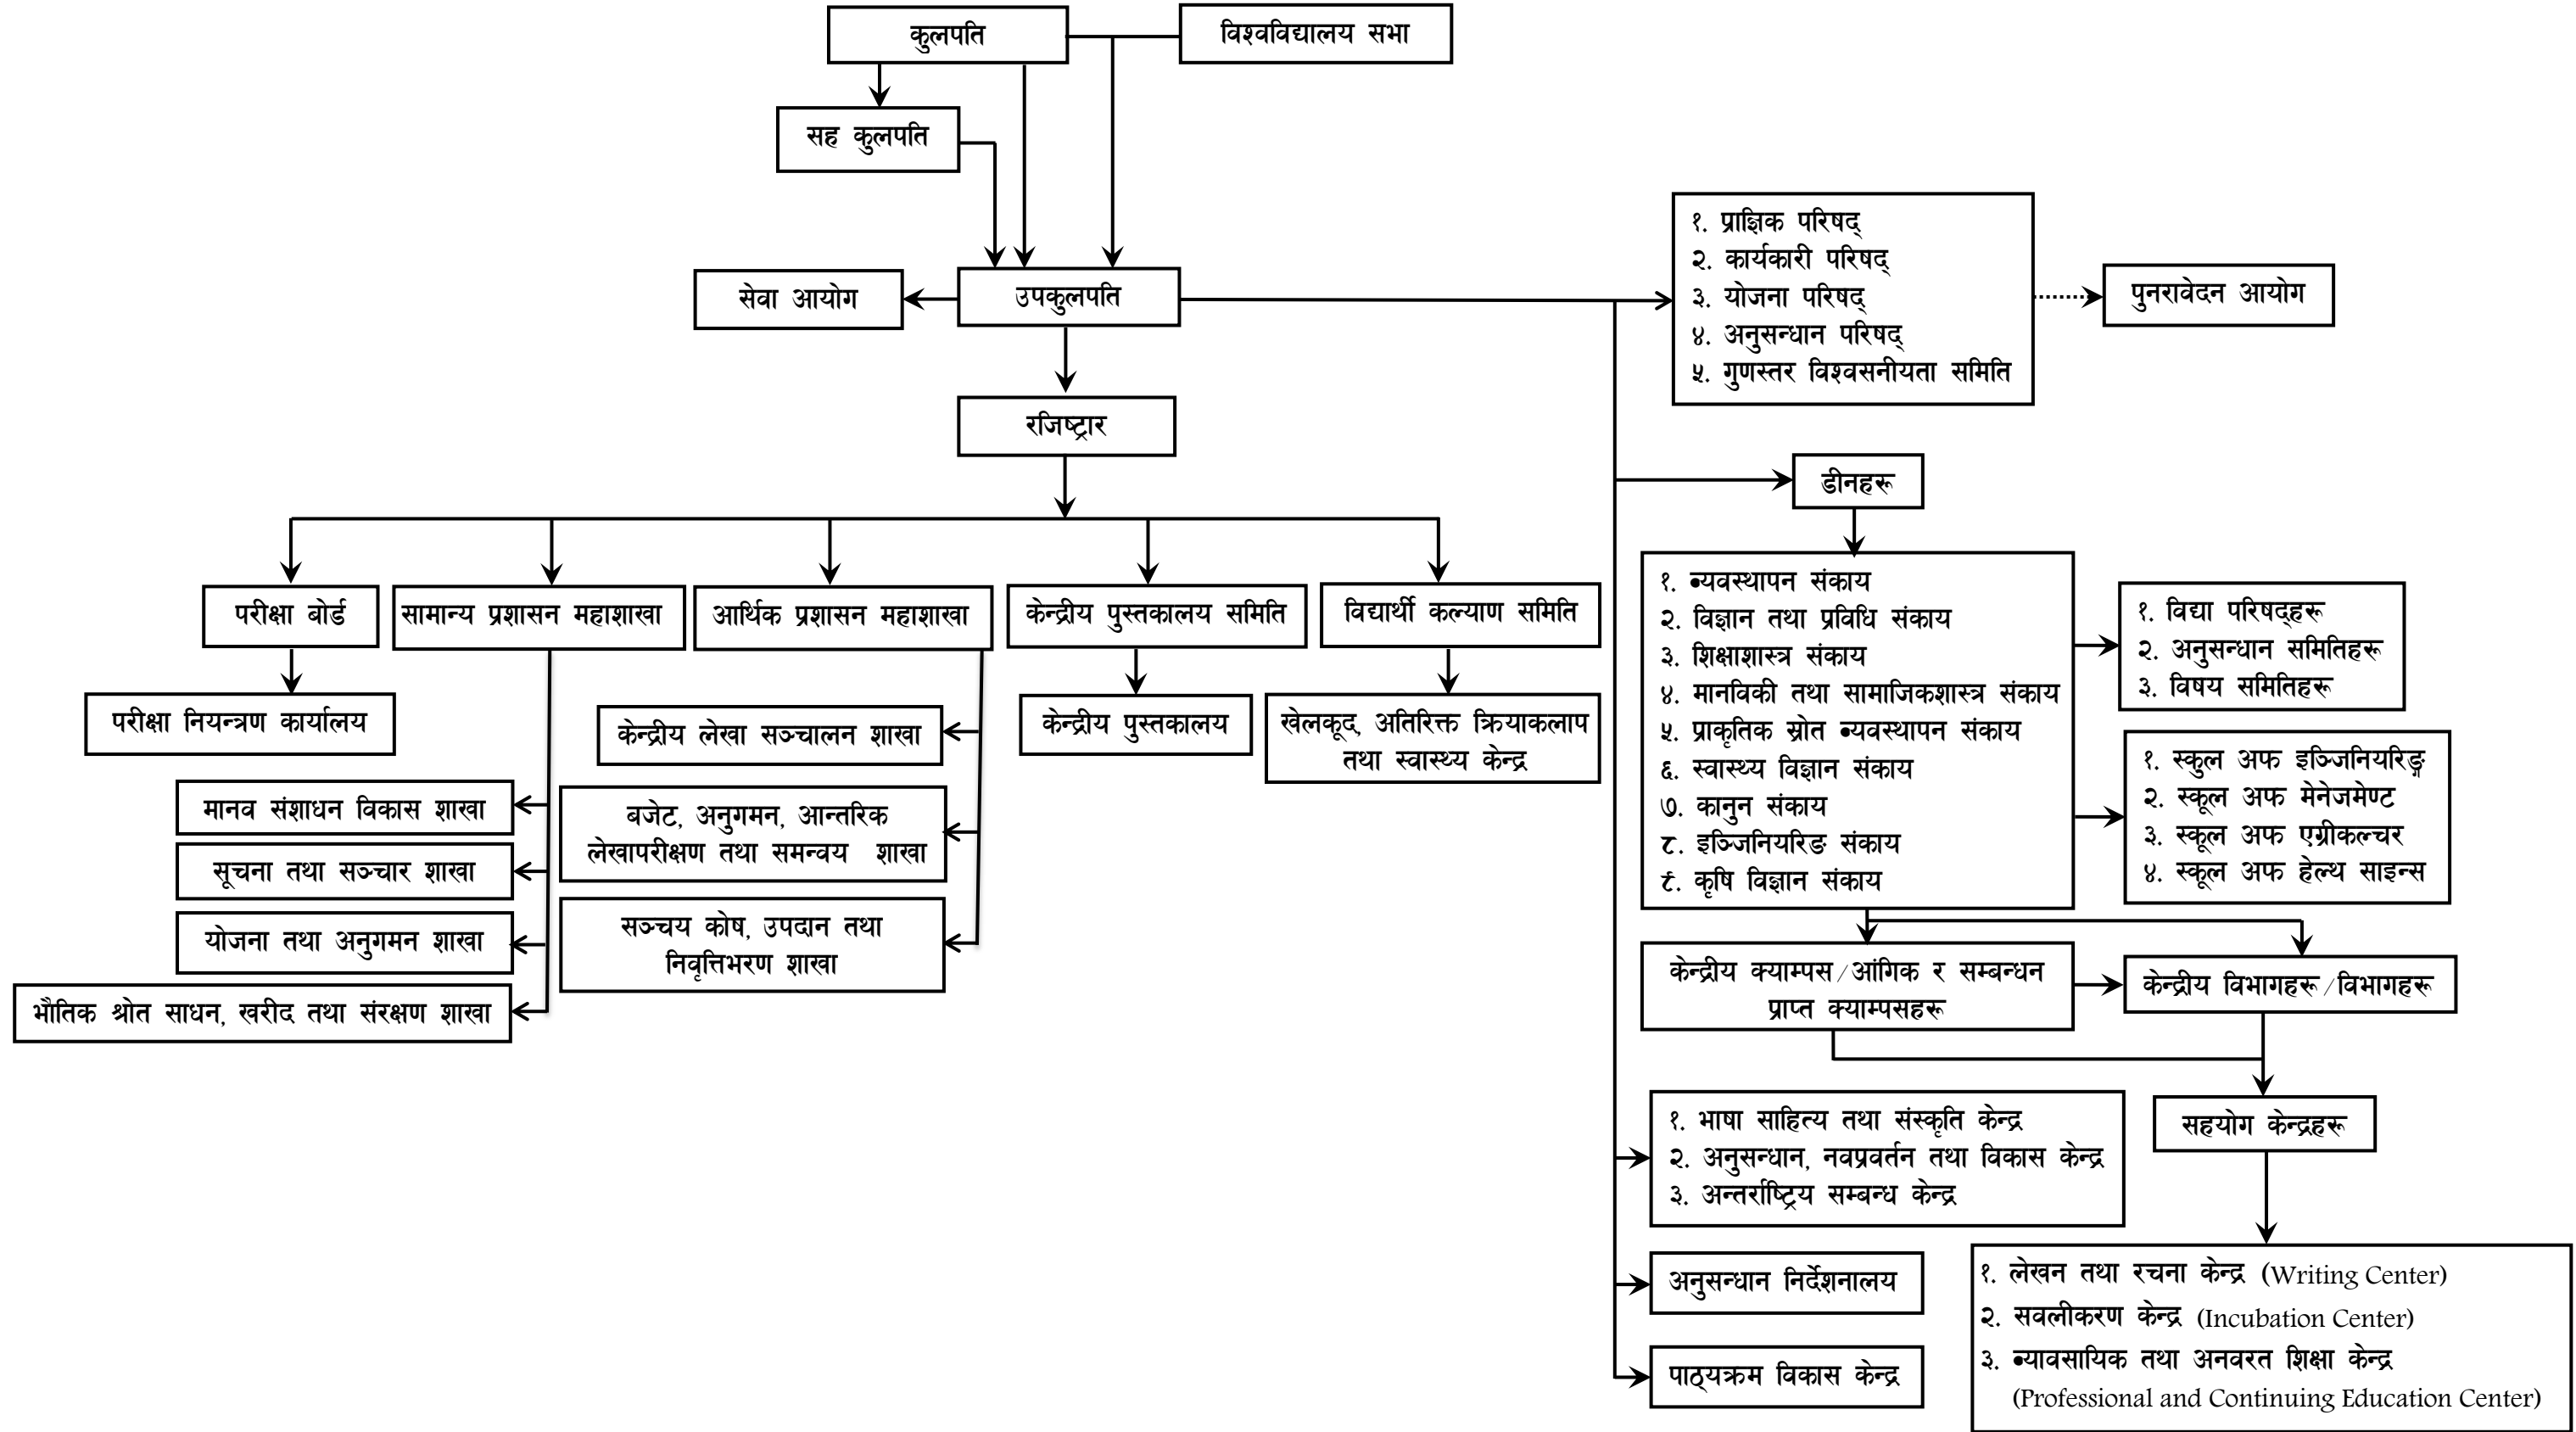 कुलपति
विश्वविद्यालय सभा
सह कुलपति
सेवा आयोग
उपकुलपति
१. प्राज्ञिक परिषद्
२. कार्यकारी परिषद्
३. योजना परिषद्
४. अनुसन्धान परिषद्
५. गुणस्तर विश्वसनीयता समिति
पुनरावेदन आयोग
रजिष्ट्रार
डीनहरू
परीक्षा बोर्ड
सामान्य प्रशासन महाशाखा
आर्थिक प्रशासन महाशाखा
केन्द्रीय पुस्तकालय समिति
विद्यार्थी कल्याण समिति
परीक्षा नियन्त्रण कार्यालय
केन्द्रीय लेखा सञ्चालन शाखा
केन्द्रीय पुस्तकालय
खेलकूद, अतिरिक्त क्रियाकलाप
तथा स्वास्थ्य केन्द्र
मानव संशाधन विकास शाखा
सूचना तथा सञ्चार शाखा
योजना तथा अनुगमन शाखा
भौतिक श्रोत साधन, खरीद तथा संरक्षण शाखा
बजेट, अनुगमन, आन्तरिक
लेखापरीक्षण तथा समन्वय शाखा
सञ्चय कोष, उपदान तथा
निवृत्तिभरण शाखा
१. व्यवस्थापन संकाय
२. विज्ञान तथा प्रविधि संकाय
३. शिक्षाशास्त्र संकाय
४. मानविकी तथा सामाजिकशास्त्र संकाय
५. प्राकृतिक स्रोत व्यवस्थापन संकाय
६. स्वास्थ्य विज्ञान संकाय
७. कानुन संकाय
८. इञ्जिनियरिङ संकाय
९. कृषि विज्ञान संकाय
१. विद्या परिषद्हरू
२. अनुसन्धान समितिहरू
३. विषय समितिहरू
१. स्कुल अफ इञ्जिनियरिङ्ग
२. स्कूल अफ मेनेजमेण्ट
३. स्कूल अफ एग्रीकल्चर
४. स्कूल अफ हेल्थ साइन्स
केन्द्रीय क्याम्पस/आंगिक र सम्बन्धन
प्राप्त क्याम्पसहरू
केन्द्रीय विभागहरू/विभागहरू
१. भाषा साहित्य तथा संस्कृति केन्द्र
२. अनुसन्धान, नवप्रवर्तन तथा विकास केन्द्र
३. अन्तर्राष्ट्रिय सम्बन्ध केन्द्र
सहयोग केन्द्रहरू
अनुसन्धान निर्देशनालय
पाठ्यक्रम विकास केन्द्र
१. लेखन तथा रचना केन्द्र (Writing Center)
२. सवलीकरण केन्द्र (Incubation Center)
३. व्यावसायिक तथा अनवरत शिक्षा केन्द्र
(Professional and Continuing Education Center)